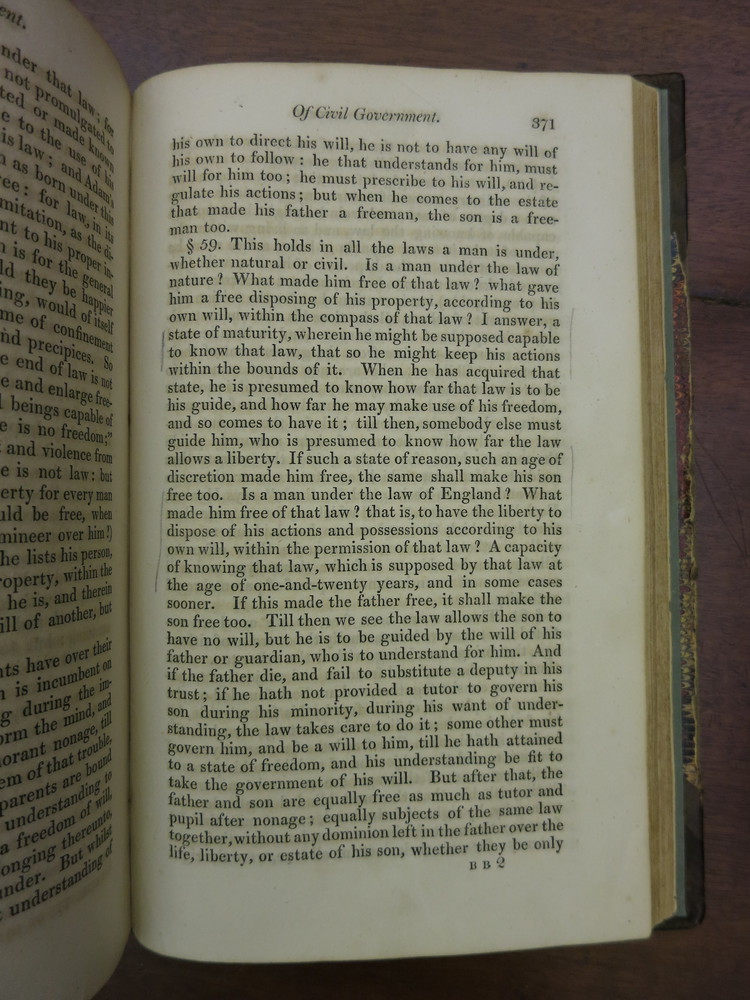 ent.
nder that law; for
not promulgated to
ted or made known
e to the use of his
is law; and Adam's
n as born under this
ee: for law, in its
mitation, as the di-
nt to his proper in-
n is for the general
ld they be happier
ing, would of itself
me of confinement
nd precipices. So
e end of law is not
e and enlarge free-
l beings capable of
e is no freedom;"
and violence from
e is not law: but
erty for every man
uld be free, when
mineer over him?)
he lists his person,
roperty, within the
he is, and therein
ill of another, but
nts have over their
n is incumbent on
g during the im-
orm the mind, and
orant nonage, till
em of that trouble,
parents are bound
understanding to
a freedom of will,
onging thereunto,
under. But whilst
understanding of
Of Civil Government. 371
his own to direct his will, he is not to have any will of
his own to follow: he that understands for him, must
will for him too; he must prescribe to his will, and re-
gulate his actions; but when he comes to the estate
that made his father a freeman, the son is a free-
man too.
§ 59. This holds in all the laws a man is under,
whether natural or civil. Is a man under the law of
nature? What made him free of that law? what gave
him a free disposing of his property, according to his
own will, within the compass of that law? I answer, a
state of maturity, wherein he might be supposed capable
to know that law, that so he might keep his actions
within the bounds of it. When he has acquired that
state, he is presumed to know how far that law is to be
his guide, and how far he may make use of his freedom,
and so comes to have it; till then, somebody else must
guide him, who is presumed to know how far the law
allows a liberty. If such a state of reason, such an age of
discretion made him free, the same shall make his son
free too. Is a man under the law of England? What
made him free of that law? that is, to have the liberty to
dispose of his actions and possessions according to his
own will, within the permission of that law? A capacity
of knowing that law, which is supposed by that law at
the age of one-and-twenty years, and in some cases
sooner. If this made the father free, it shall make the
son free too. Till then we see the law allows the son to
have no will, but he is to be guided by the will of his
father or guardian, who is to understand for him. And
if the father die, and fail to substitute a deputy in his
trust; if he hath not provided a tutor to govern his
son during his minority, during his want of under-
standing, the law takes care to do it; some other must
govern him, and be a will to him, till he hath attained
to a state of freedom, and his understanding be fit to
take the government of his will. But after that, the
father and son are equally free as much as tutor and
pupil after nonage; equally subjects of the same law
together, without any dominion left in the father over the
life, liberty, or estate of his son, whether they be only
B B 2